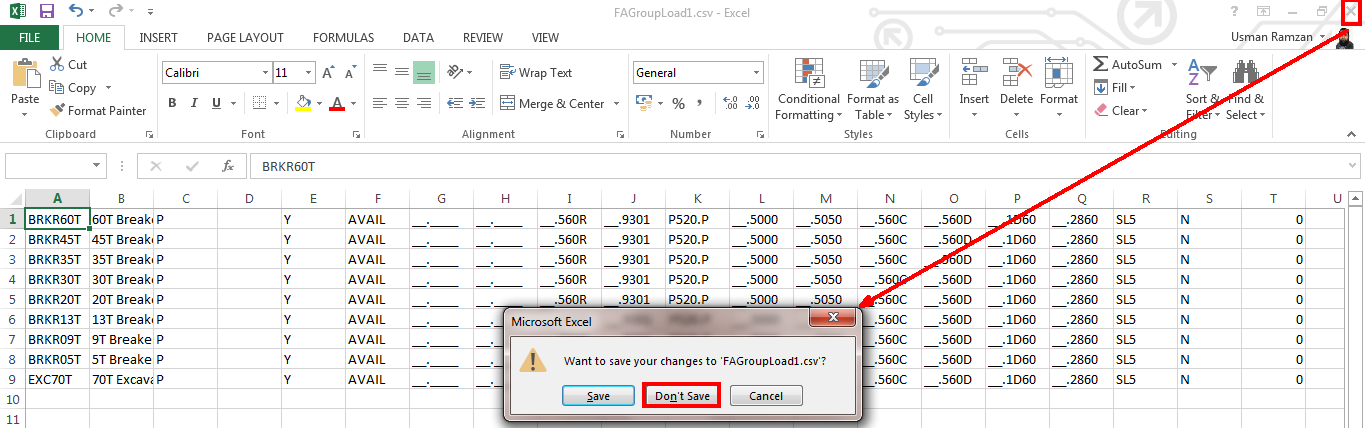 FAGroupLoad1.csv - Excel
FILE HOME INSERT PAGE LAYOUT FORMULAS DATA REVIEW VIEW Usman Ramzan
Paste
Cut
Copy
Format Painter
Clipboard
Calibri 11
B I U
Font
Wrap Text
Merge & Center
Alignment
General
Number
Conditional Formatting
Format as Table
Cell Styles
Styles
Insert
Delete
Format
Cells
AutoSum
Fill
Clear
Sort & Filter
Find & Select
Editing
fx BRKR60T
A B C D E F G H I J K L M N O P Q R S T U
1 BRKR60T 60T Breake P Y AVAIL __.____ __.____ __.560R __.9301 P520.P __.5000 __.5050 __.560C __.560D __.1D60 __.2860 SL5 N 0
2 BRKR45T 45T Breake P Y AVAIL __.____ __.____ __.560R __.9301 P520.P __.5000 __.5050 __.560C __.560D __.1D60 __.2860 SL5 N 0
3 BRKR35T 35T Breake P Y AVAIL __.____ __.____ __.560R __.9301 P520.P __.5000 __.5050 __.560C __.560D __.1D60 __.2860 SL5 N 0
4 BRKR30T 30T Breake P Y AVAIL __.____ __.____ __.560R __.9301 P520.P __.5000 __.5050 __.560C __.560D __.1D60 __.2860 SL5 N 0
5 BRKR20T 20T Breake P Y AVAIL __.____ __.____ __.560R __.9301 P520.P __.5000 __.5050 __.560C __.560D __.1D60 __.2860 SL5 N 0
6 BRKR13T 13T Breake P Y AVAIL __.____ __.560C __.560D __.1D60 __.2860 SL5 N 0
7 BRKR09T 9T Breake P Y AVAIL __.____ __.560C __.560D __.1D60 __.2860 SL5 N 0
8 BRKR05T 5T Breake P Y AVAIL __.____ __.560C __.560D __.1D60 __.2860 SL5 N 0
9 EXC70T 70T Excava P Y AVAIL __.____ __.560C __.560D __.1D60 __.2860 SL5 N 0
10
11
Microsoft Excel
Want to save your changes to 'FAGroupLoad1.csv'?
Save Don't Save Cancel